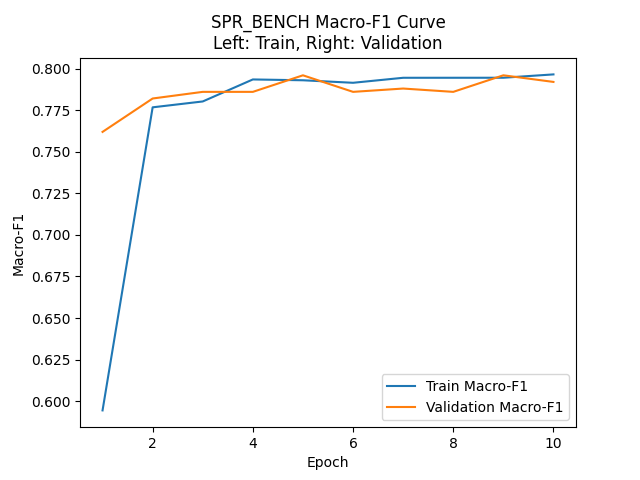 SPR_BENCH Macro-F1 Curve
Left: Train, Right: Validation
Macro-F1
0.800
0.775
0.750
0.725
0.700
0.675
0.650
0.625
0.600
2
4
6
8
10
Epoch
Train Macro-F1
Validation Macro-F1